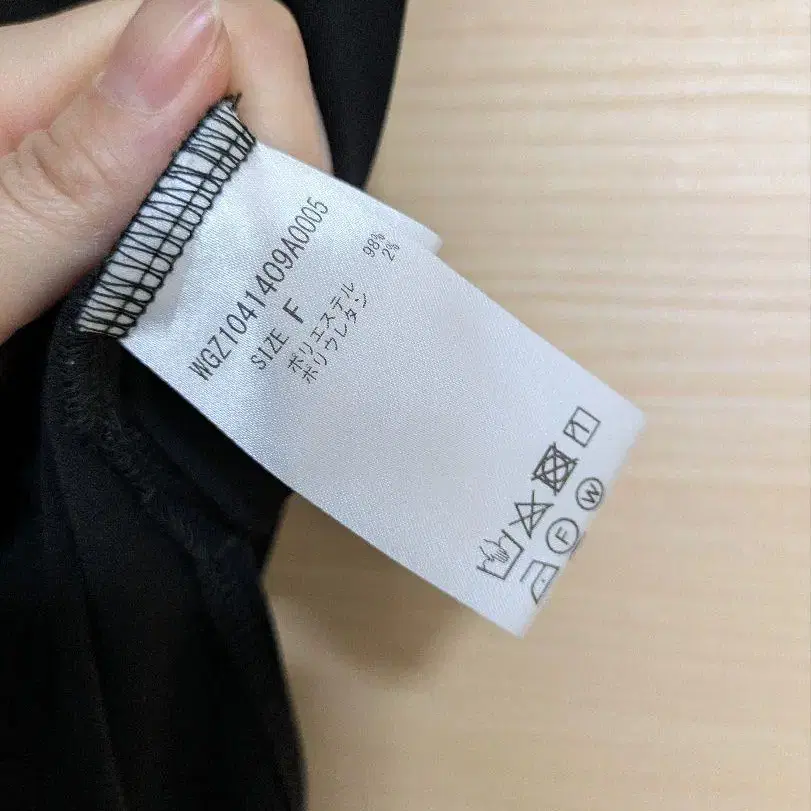 WGZ1041409A0005
SIZE F
ポリエステル 98%
ポリウレタン 2%
F W